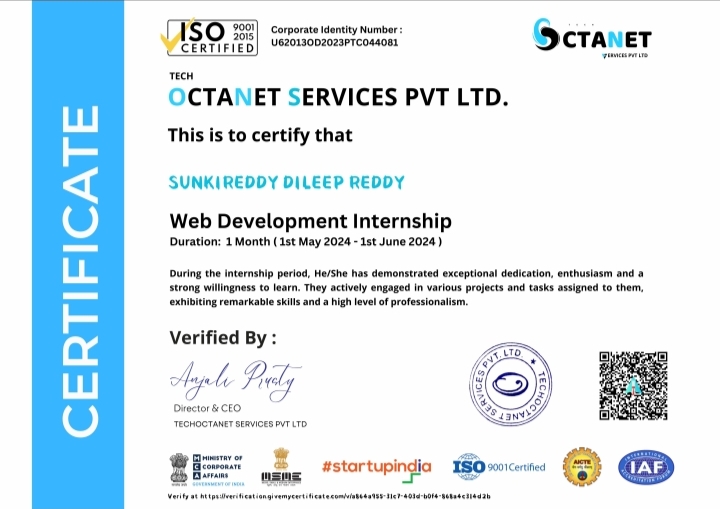 CERTIFICATE
ISO 9001 2015
CERTIFIED
Corporate Identity Number :
U62013OD2023PTC044081
OCTANET
SERVICES PVT LTD
TECH
OCTANET SERVICES PVT LTD.
This is to certify that
SUNKIREDDY DILEEP REDDY
Web Development Internship
Duration: 1 Month ( 1st May 2024 - 1st June 2024 )
During the internship period, He/She has demonstrated exceptional dedication, enthusiasm and a
strong willingness to learn. They actively engaged in various projects and tasks assigned to them,
exhibiting remarkable skills and a high level of professionalism.
Verified By :
Anjali Prusty
Director & CEO
TECHOCTANET SERVICES PVT LTD
TECHOCTANET SERVICES PVT. LTD.
MCA
MINISTRY OF
CORPORATE
AFFAIRS
GOVERNMENT OF INDIA
#startupindia
ISO 9001Certified
AICTE
INTERNATIONAL
IAF
Verify at https://verification.givemycertificate.com/v/a864a955-31c7-403d-b0f4-868a4c314d2b